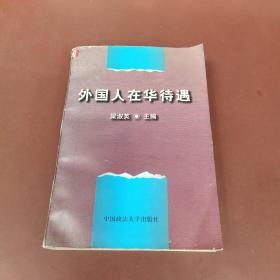 外国人在华待遇
梁淑英 主编
中国政法大学出版社